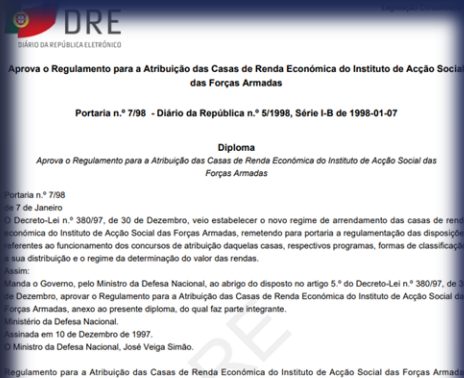 Legislação
DRE
DIÁRIO DA REPÚBLICA ELETRÓNICO
Aprova o Regulamento para a Atribuição das Casas de Renda Económica do Instituto de Acção Social
das Forças Armadas
Portaria n.º 7/98 - Diário da República n.º 5/1998, Série I-B de 1998-01-07
Diploma
Aprova o Regulamento para a Atribuição das Casas de Renda Económica do Instituto de Acção Social das
Forças Armadas
Portaria n.º 7/98
de 7 de Janeiro
O Decreto-Lei n.º 380/97, de 30 de Dezembro, veio estabelecer o novo regime de arrendamento das casas de
económica do Instituto de Acção Social das Forças Armadas, remetendo para portaria a regulamentação das
referentes ao funcionamento dos concursos de atribuição daquelas casas, respectivos programas, formas de
a sua distribuição e o regime da determinação do valor das rendas.
Assim:
Manda o Governo, pelo Ministro da Defesa Nacional, ao abrigo do disposto no artigo 5.º do Decreto-Lei n.º 380/97, de
de Dezembro, aprovar o Regulamento para a Atribuição das Casas de Renda Económica do Instituto de Acção Social
Forças Armadas, anexo ao presente diploma, do qual faz parte integrante.
Ministério da Defesa Nacional.
Assinada em 10 de Dezembro de 1997.
O Ministro da Defesa Nacional, José Veiga Simão.
DRE
Regulamento para a Atribuição das Casas de Renda Económica do Instituto de Acção Social das Forças